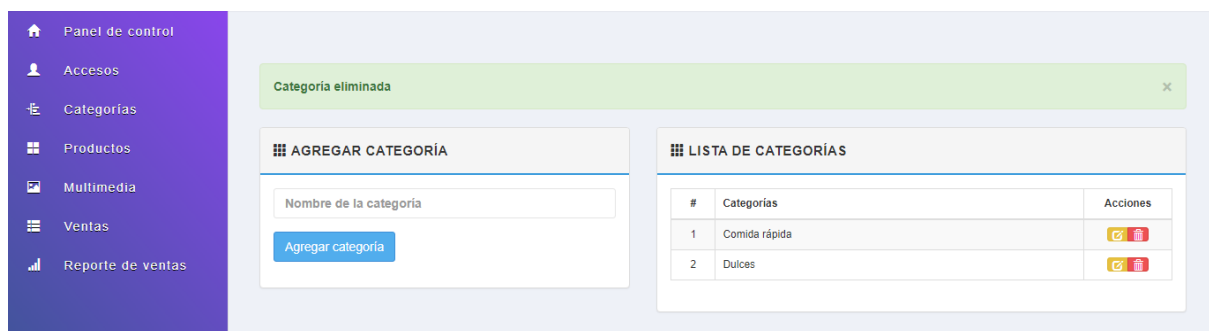 Panel de control
Accesos
Categorías
Productos
Multimedia
Ventas
Reporte de ventas
Categoría eliminada
×
AGREGAR CATEGORÍA
Nombre de la categoría
Agregar categoría
LISTA DE CATEGORÍAS
# Categorías Acciones
1 Comida rápida
2 Dulces